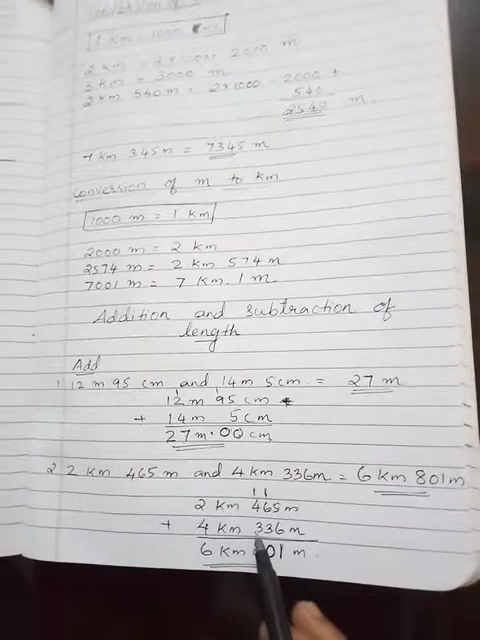 1 Km = 1000 m
2 km = 2 x 1000 2000 m
3 km = 3000 m
2 km 540 m = 2 x 1000 2000 +
540
2540 m.
7 km 345 m = 7345 m
Conversion of m to km
1000 m = 1 km
2000 m = 2 km
2574 m = 2 km 574 m
7001 m = 7 km 1 m
Addition and subtraction of
length
Add
1 12 m 95 cm and 14 m 5 cm = 27 m
1 1
12 m 95 cm
+ 14 m 5 cm
27 m . 00 cm
2 2 km 465 m and 4 km 336 m = 6 km 801 m
1 1
2 km 465 m
+ 4 km 336 m
6 km 801 m